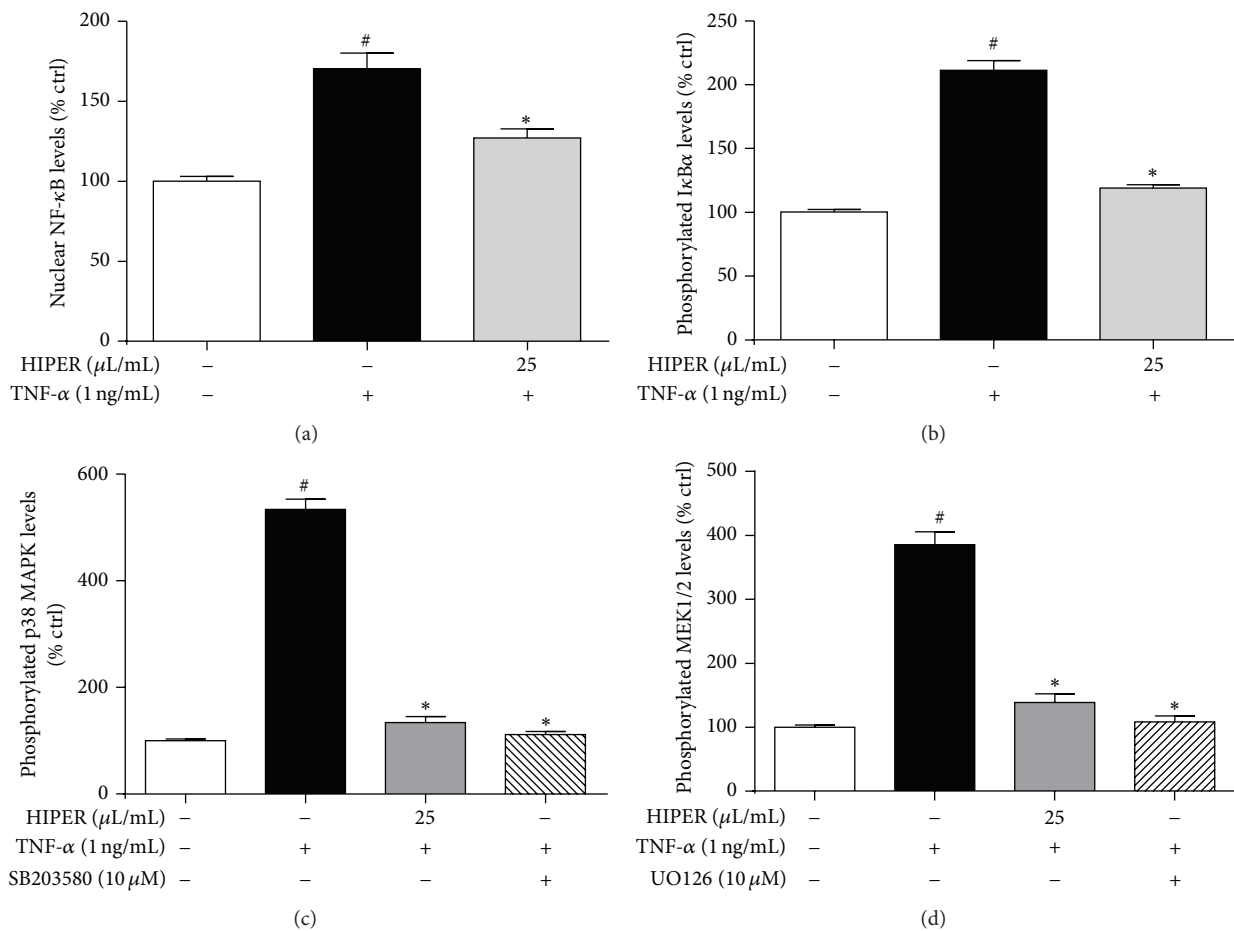 Nuclear NF-κB levels (% ctrl)
200
150
100
50
0
#
*
HIPER (μL/mL) – – 25
TNF-α (1 ng/mL) – + +
(a)
Phosphorylated IκBα levels (% ctrl)
250
200
150
100
50
0
#
*
HIPER (μL/mL) – – 25
TNF-α (1 ng/mL) – + +
(b)
Phosphorylated p38 MAPK levels
(% ctrl)
600
400
200
0
#
*
*
HIPER (μL/mL) – – 25 –
TNF-α (1 ng/mL) – + + +
SB203580 (10 μM) – – – +
(c)
Phosphorylated MEK1/2 levels (% ctrl)
500
400
300
200
100
0
#
*
*
HIPER (μL/mL) – – 25 –
TNF-α (1 ng/mL) – + + +
UO126 (10 μM) – – – +
(d)